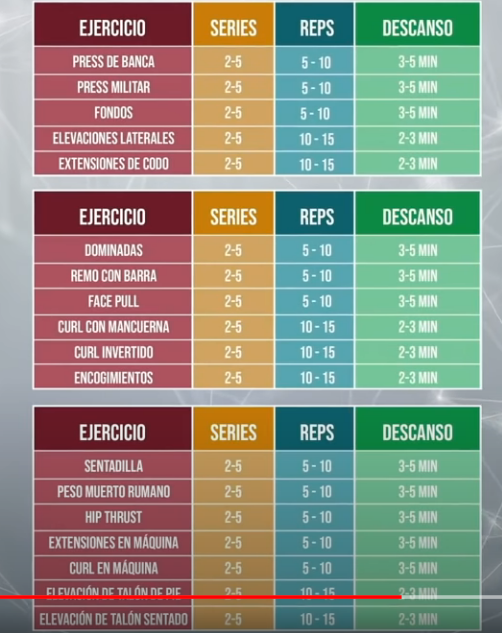 EJERCICIO SERIES REPS DESCANSO
PRESS DE BANCA 2-5 5 - 10 3-5 MIN
PRESS MILITAR 2-5 5 - 10 3-5 MIN
FONDOS 2-5 5 - 10 3-5 MIN
ELEVACIONES LATERALES 2-5 10 - 15 2-3 MIN
EXTENSIONES DE CODO 2-5 10 - 15 2-3 MIN
EJERCICIO SERIES REPS DESCANSO
DOMINADAS 2-5 5 - 10 3-5 MIN
REMO CON BARRA 2-5 5 - 10 3-5 MIN
FACE PULL 2-5 5 - 10 3-5 MIN
CURL CON MANCUERNA 2-5 10 - 15 2-3 MIN
CURL INVERTIDO 2-5 10 - 15 2-3 MIN
ENCOGIMIENTOS 2-5 10 - 15 2-3 MIN
EJERCICIO SERIES REPS DESCANSO
SENTADILLA 2-5 5 - 10 3-5 MIN
PESO MUERTO RUMANO 2-5 5 - 10 3-5 MIN
HIP THRUST 2-5 5 - 10 3-5 MIN
EXTENSIONES EN MÁQUINA 2-5 5 - 10 3-5 MIN
CURL EN MÁQUINA 2-5 5 - 10 3-5 MIN
ELEVACIÓN DE TALÓN DE PIE 2-5 10 - 15 2-3 MIN
ELEVACIÓN DE TALÓN SENTADO 2-5 10 - 15 2-3 MIN